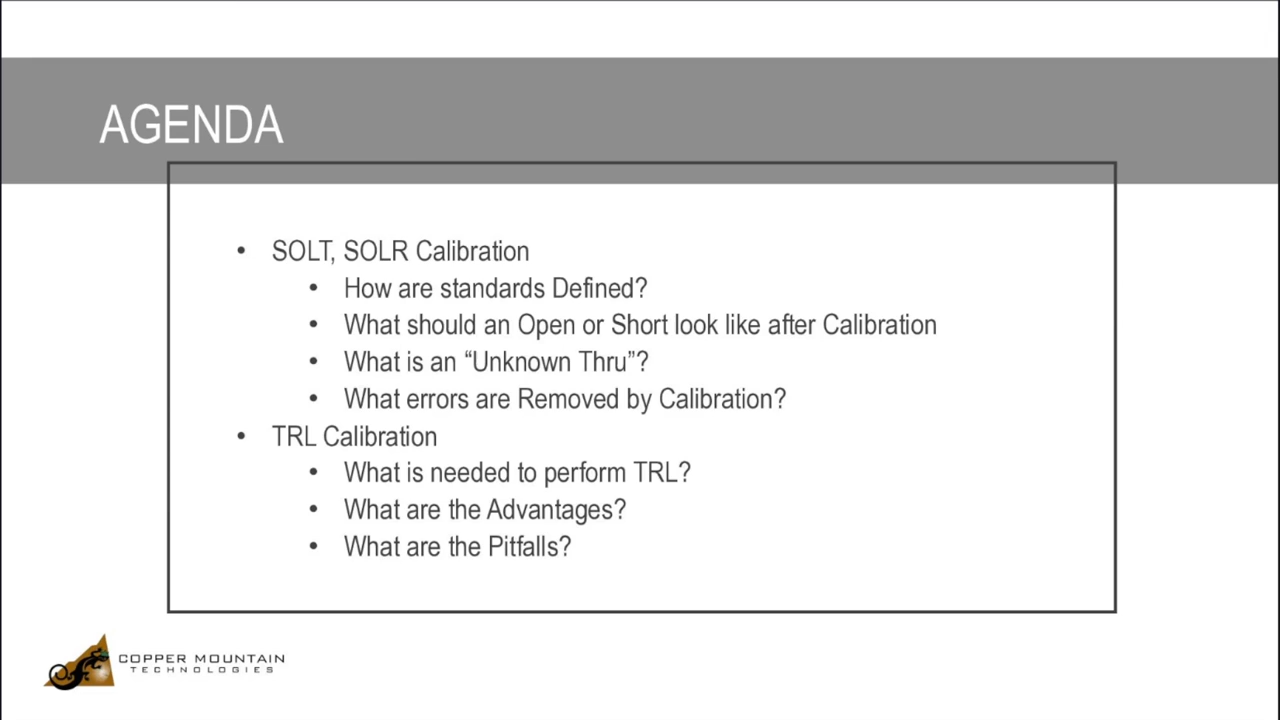 AGENDA
• SOLT, SOLR Calibration
• How are standards Defined?
• What should an Open or Short look like after Calibration
• What is an “Unknown Thru”?
• What errors are Removed by Calibration?
• TRL Calibration
• What is needed to perform TRL?
• What are the Advantages?
• What are the Pitfalls?
COPPER MOUNTAIN
TECHNOLOGIES